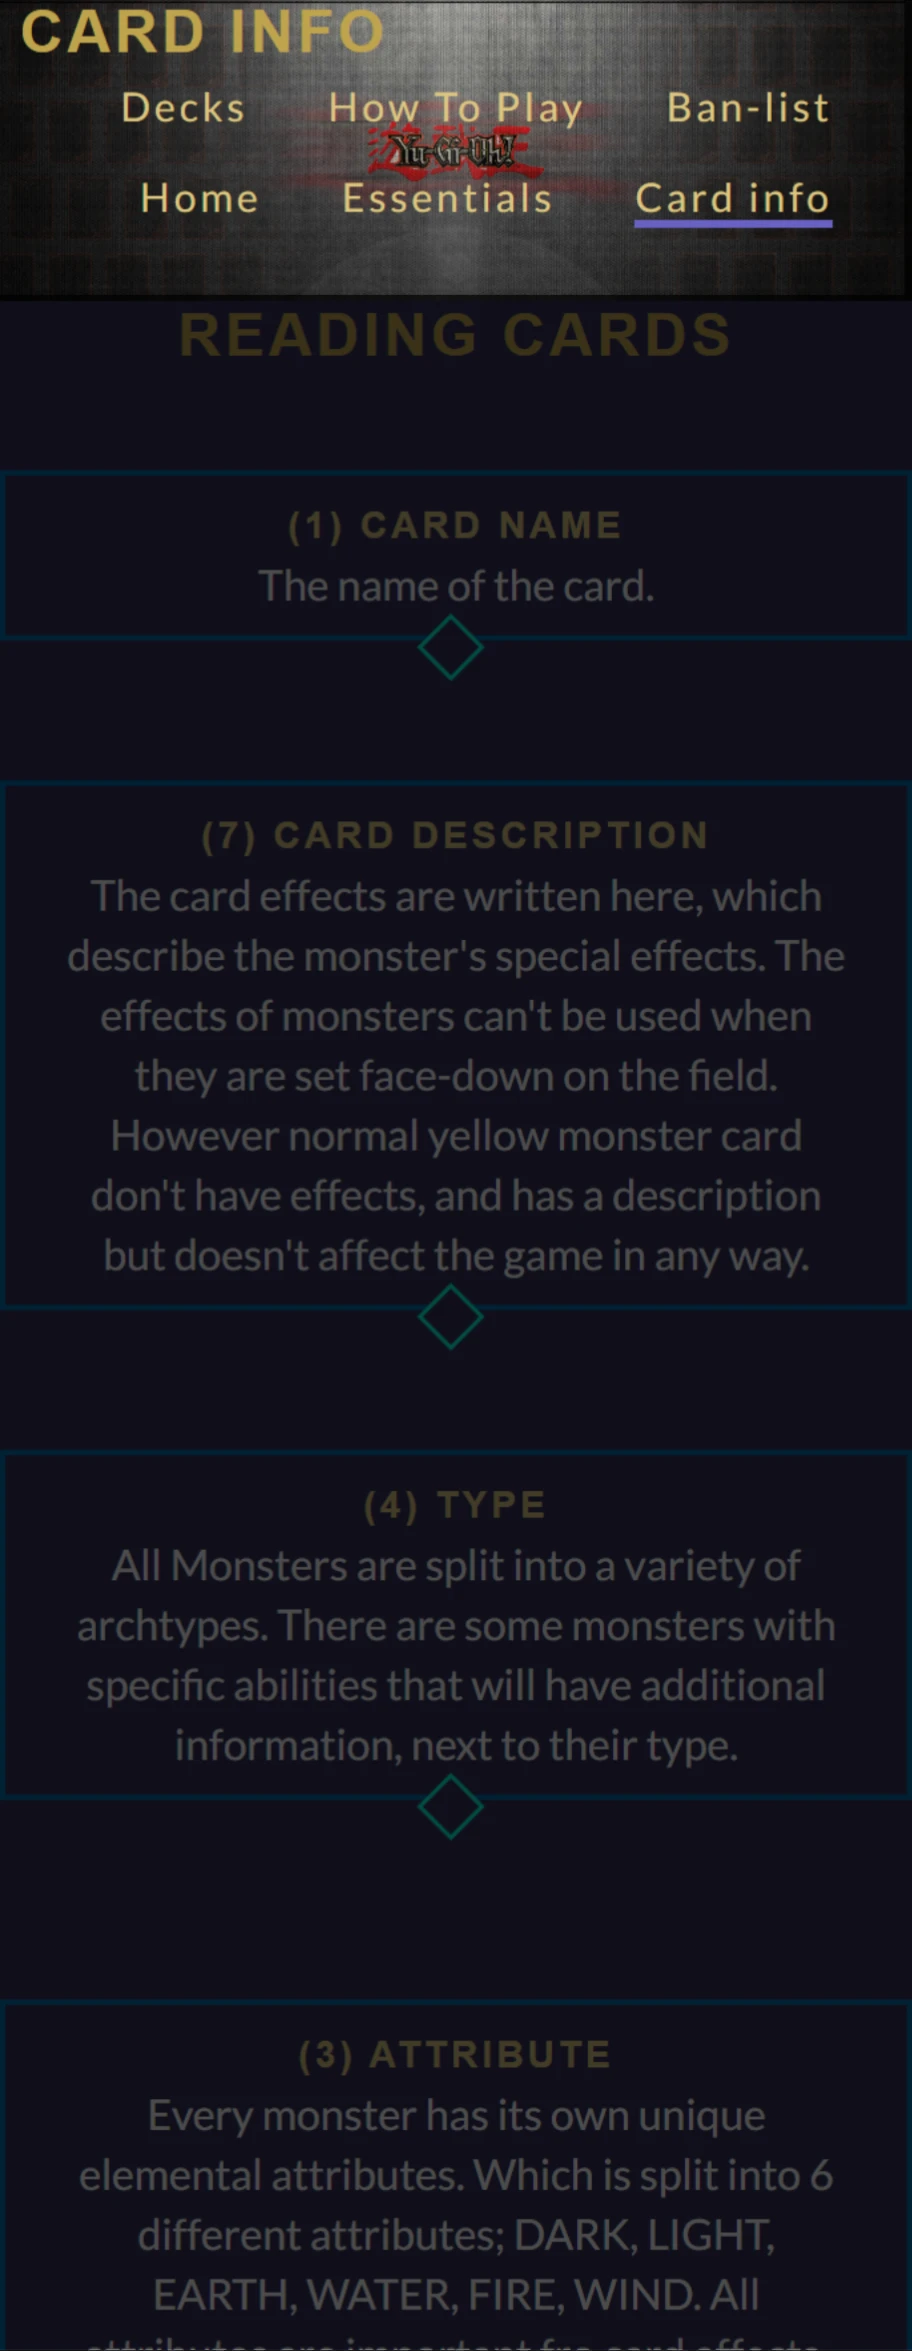 CARD INFO
Decks How To Play Ban-list
Yu-Gi-Oh!
Home Essentials Card info
READING CARDS
(1) CARD NAME
The name of the card.
(7) CARD DESCRIPTION
The card effects are written here, which
describe the monster's special effects. The
effects of monsters can't be used when
they are set face-down on the field.
However normal yellow monster card
don't have effects, and has a description
but doesn't affect the game in any way.
(4) TYPE
All Monsters are split into a variety of
archtypes. There are some monsters with
specific abilities that will have additional
information, next to their type.
(3) ATTRIBUTE
Every monster has its own unique
elemental attributes. Which is split into 6
different attributes; DARK, LIGHT,
EARTH, WATER, FIRE, WIND. All
attributes are important fro card effects